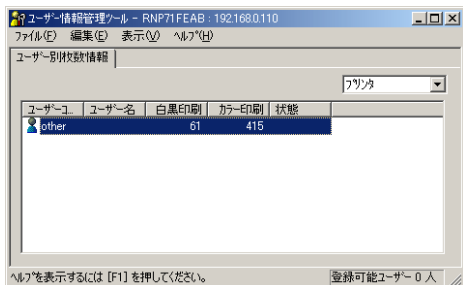 ユーザー情報管理ツール - RNP71FEAB : 192.168.0.110
ファイル(F) 編集(E) 表示(V) ヘルプ(H)
ユーザー別枚数情報
プリンタ
ユーザーコ... ユーザー名 白黒印刷 カラー印刷 状態
other 61 415
ヘルプを表示するには [F1] を押してください。 登録可能ユーザー 0 人